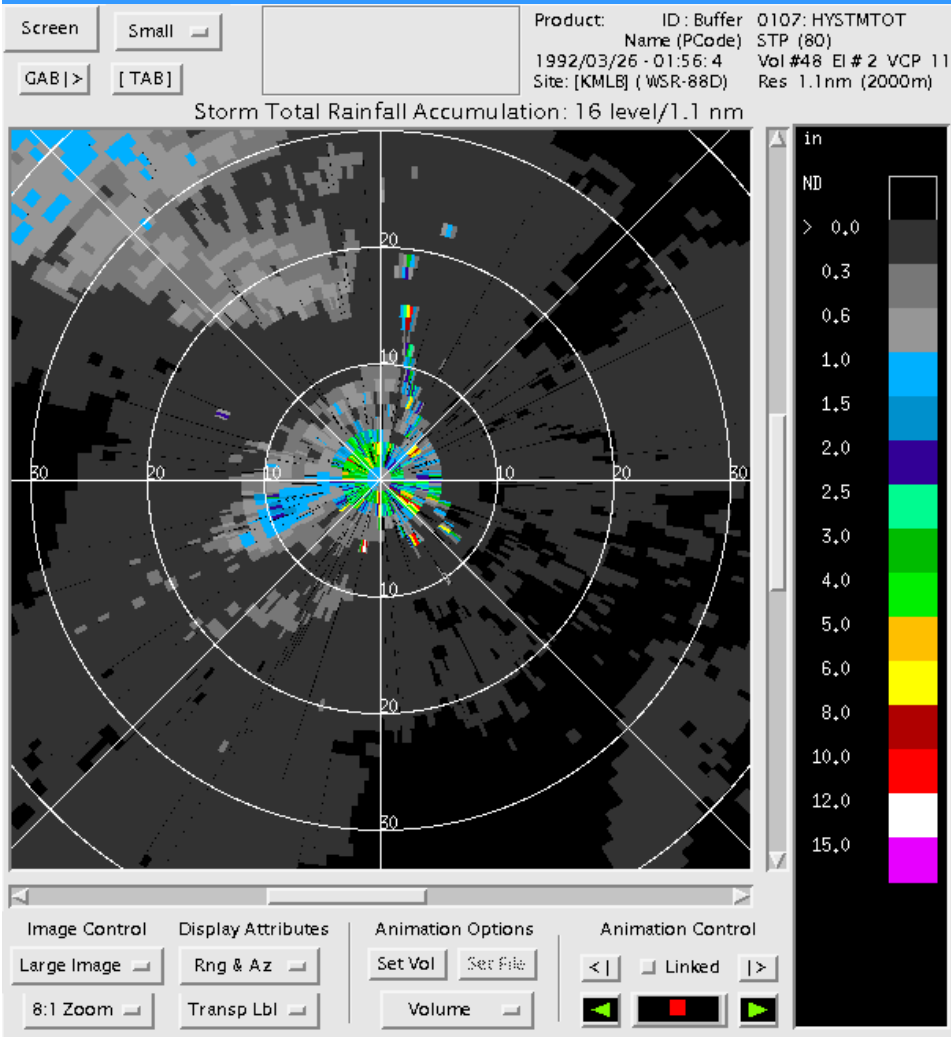 Screen
Small
GAB |>
[ TAB ]
Product: ID : Buffer 0107: HYSTMTOT
Name (PCode) STP (80)
1992/03/26 - 01:56: 4 Vol #48 El # 2 VCP 11
Site: [KMLB] ( WSR-88D) Res 1.1nm (2000m)
Storm Total Rainfall Accumulation: 16 level/1.1 nm
in
ND
> 0.0
0.3
0.6
1.0
1.5
2.0
2.5
3.0
4.0
5.0
6.0
8.0
10.0
12.0
15.0
20
10
30 20 10 10 20 30
10
20
30
Image Control Display Attributes Animation Options Animation Control
Large Image Rng & Az Set Vol Set File <| Linked |>
8:1 Zoom Transp Lbl Volume